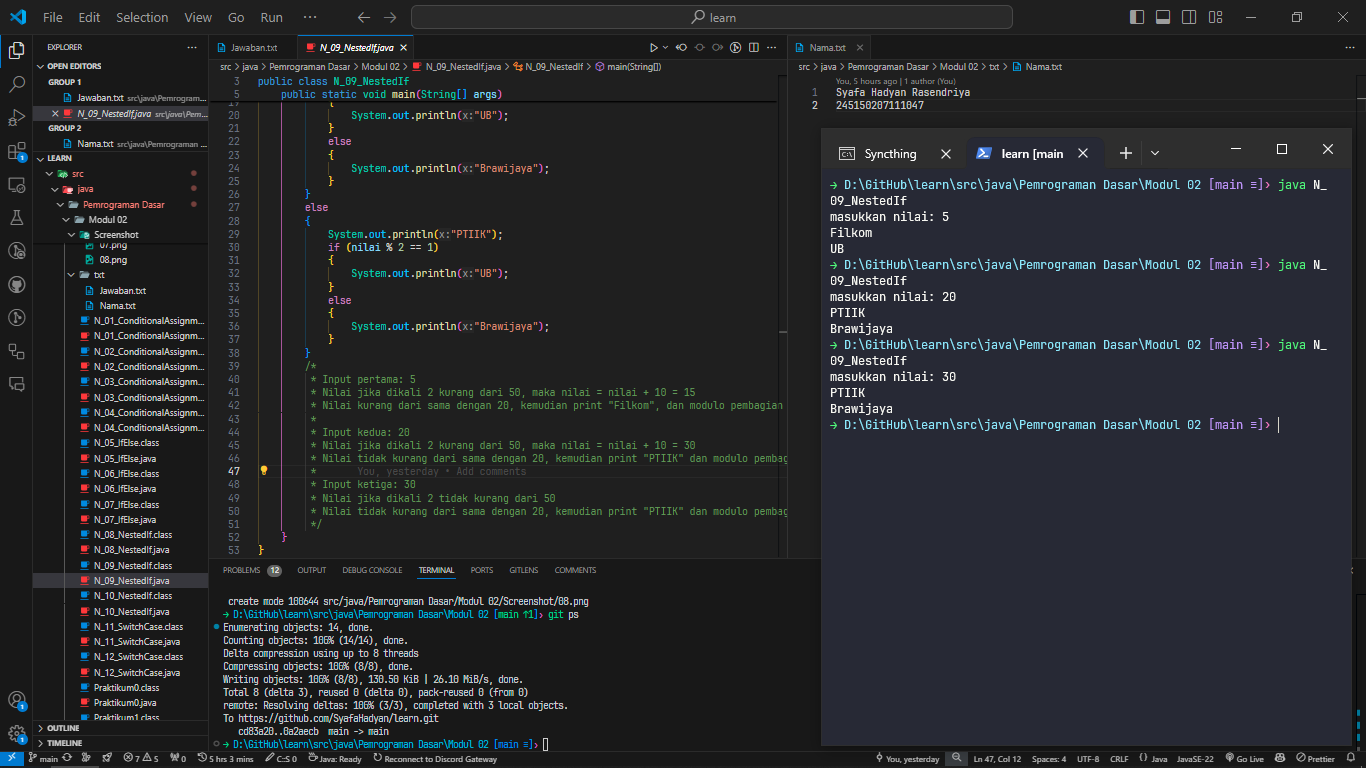 File Edit Selection View Go Run ··· learn
EXPLORER
OPEN EDITORS
GROUP 1
Jawaban.txt src\java\Pemrogram...
N_09_NestedIf.java src\java\Pem...
GROUP 2
Nama.txt src\java\Pemrograman ...
LEARN
src
java
Pemrograman Dasar
Modul 02
Screenshot
07.png
08.png
txt
Jawaban.txt
Nama.txt
N_01_ConditionalAssignm...
N_01_ConditionalAssignm...
N_02_ConditionalAssignm...
N_02_ConditionalAssignm...
N_03_ConditionalAssignm...
N_03_ConditionalAssignm...
N_04_ConditionalAssignm...
N_04_ConditionalAssignm...
N_05_IfElse.class
N_05_IfElse.java
N_06_IfElse.class
N_06_IfElse.java
N_07_IfElse.class
N_07_IfElse.java
N_08_NestedIf.class
N_08_NestedIf.java
N_09_NestedIf.class
N_09_NestedIf.java
N_10_NestedIf.class
N_10_NestedIf.java
N_11_SwitchCase.class
N_11_SwitchCase.java
N_12_SwitchCase.class
N_12_SwitchCase.java
Praktikum0.class
Praktikum0.java
Praktikum1.class
OUTLINE
TIMELINE
Jawaban.txt N_09_NestedIf.java
src > java > Pemrograman Dasar > Modul 02 > N_09_NestedIf.java > N_09_NestedIf > main(String[])
3 public class N_09_NestedIf
5 public static void main(String[] args)
19 {
20 System.out.println(x:"UB");
21 }
22 else
23 {
24 System.out.println(x:"Brawijaya");
25 }
26 }
27 else
28 {
29 System.out.println(x:"PTIIK");
30 if (nilai % 2 == 1)
31 {
32 System.out.println(x:"UB");
33 }
34 else
35 {
36 System.out.println(x:"Brawijaya");
37 }
38 }
39 /*
40 * Input pertama: 5
41 * Nilai jika dikali 2 kurang dari 50, maka nilai = nilai + 10 = 15
42 * Nilai kurang dari sama dengan 20, kemudian print "Filkom", dan modulo pembagian
43 *
44 * Input kedua: 20
45 * Nilai jika dikali 2 kurang dari 50, maka nilai = nilai + 10 = 30
46 * Nilai tidak kurang dari sama dengan 20, kemudian print "PTIIK" dan modulo pembag
47 * You, yesterday • Add comments
48 * Input ketiga: 30
49 * Nilai jika dikali 2 tidak kurang dari 50
50 * Nilai tidak kurang dari sama dengan 20, kemudian print "PTIIK" dan modulo pembag
51 */
52 }
53 }
Nama.txt
src > java > Pemrograman Dasar > Modul 02 > txt > Nama.txt
You, 5 hours ago | 1 author (You)
1 Syafa Hadyan Rasendriya
2 245150207111047
Syncthing learn [main
→ D:\GitHub\learn\src\java\Pemrograman Dasar\Modul 02 [main ≡]› java N_
09_NestedIf
masukkan nilai: 5
Filkom
UB
→ D:\GitHub\learn\src\java\Pemrograman Dasar\Modul 02 [main ≡]› java N_
09_NestedIf
masukkan nilai: 20
PTIIK
Brawijaya
→ D:\GitHub\learn\src\java\Pemrograman Dasar\Modul 02 [main ≡]› java N_
09_NestedIf
masukkan nilai: 30
PTIIK
Brawijaya
→ D:\GitHub\learn\src\java\Pemrograman Dasar\Modul 02 [main ≡]›
PROBLEMS 12 OUTPUT DEBUG CONSOLE TERMINAL PORTS GITLENS COMMENTS
create mode 100644 src/java/Pemrograman Dasar/Modul 02/Screenshot/08.png
→ D:\GitHub\learn\src\java\Pemrograman Dasar\Modul 02 [main ↑1]› git ps
Enumerating objects: 14, done.
Counting objects: 100% (14/14), done.
Delta compression using up to 8 threads
Compressing objects: 100% (8/8), done.
Writing objects: 100% (8/8), 130.50 KiB | 26.10 MiB/s, done.
Total 8 (delta 3), reused 0 (delta 0), pack-reused 0 (from 0)
remote: Resolving deltas: 100% (3/3), completed with 3 local objects.
To https://github.com/SyafaHadyan/learn.git
cd83a20..0a2aecb main -> main
→ D:\GitHub\learn\src\java\Pemrograman Dasar\Modul 02 [main ≡]›
main 7 5 0 5 hrs 3 mins C:S 0 Java: Ready Reconnect to Discord Gateway You, yesterday Ln 47, Col 12 Spaces: 4 UTF-8 CRLF {} Java JavaSE-22 Go Live Prettier